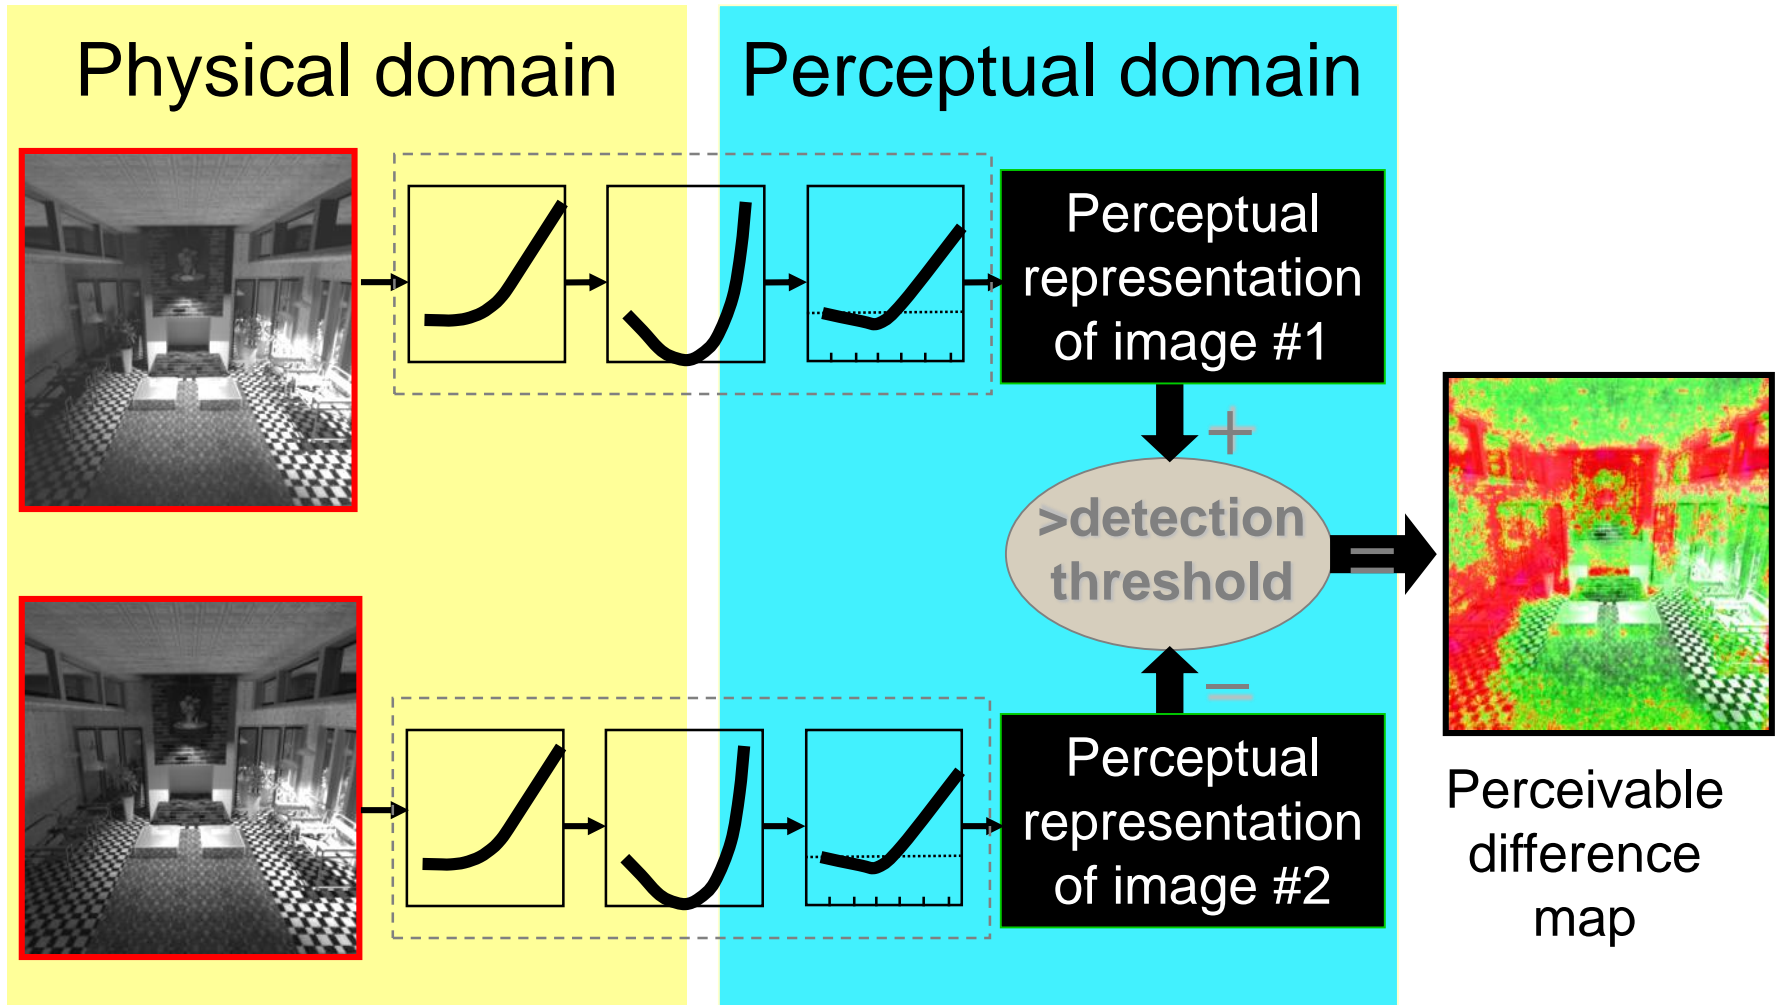 Physical domain
Perceptual domain
Perceptual
representation
of image #1
+
>detection
threshold
=
=
Perceptual
representation
of image #2
Perceivable
difference
map